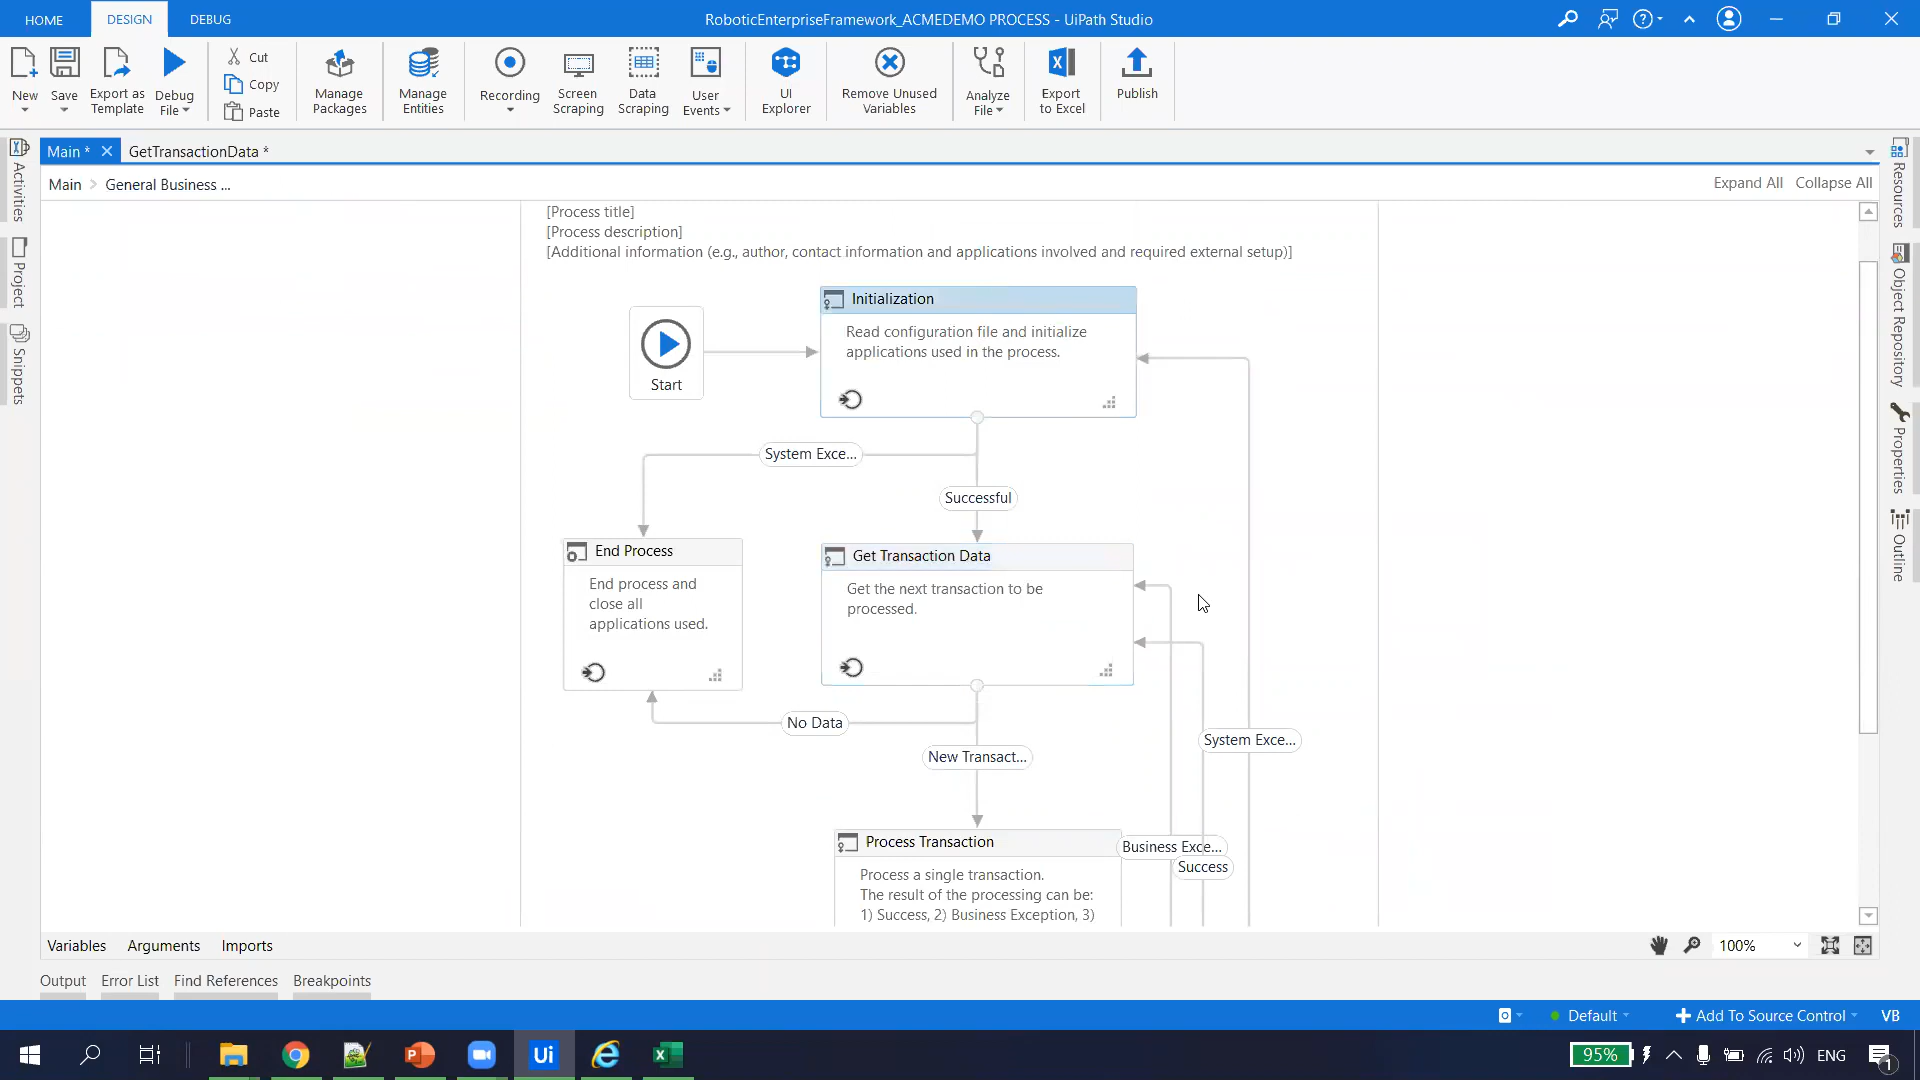 HOME
DESIGN
DEBUG
RoboticEnterpriseFramework_ACMEDEMO PROCESS - UiPath Studio
New
Save
Export as
Template
Debug
File
Cut
Copy
Paste
Manage
Packages
Manage
Entities
Recording
Screen
Scraping
Data
Scraping
User
Events
UI
Explorer
Remove Unused
Variables
Analyze
File
Export
to Excel
Publish
Main *
GetTransactionData *
Main > General Business ...
Expand All
Collapse All
Activities
Project
Snippets
Resources
Object Repository
Properties
Outline
[Process title]
[Process description]
[Additional information (e.g., author, contact information and applications involved and required external setup)]
Start
Initialization
Read configuration file and initialize
applications used in the process.
System Exce...
Successful
End Process
End process and
close all
applications used.
Get Transaction Data
Get the next transaction to be
processed.
No Data
New Transact...
System Exce...
Process Transaction
Process a single transaction.
The result of the processing can be:
1) Success, 2) Business Exception, 3)
Business Exce...
Success
Variables
Arguments
Imports
100%
Output
Error List
Find References
Breakpoints
Default
Add To Source Control
VB
Ui
95%
ENG
1